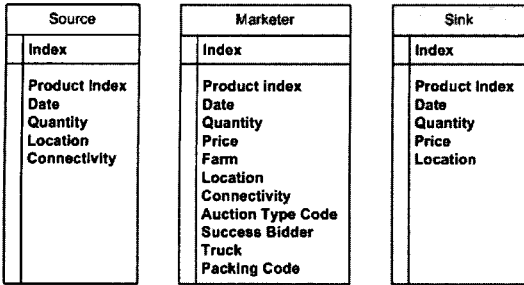 Source
Index
Product Index
Date
Quantity
Location
Connectivity
Marketer
Index
Product index
Date
Quantity
Price
Farm
Location
Connectivity
Auction Type Code
Success Bidder
Truck
Packing Code
Sink
Index
Product Index
Date
Quantity
Price
Location